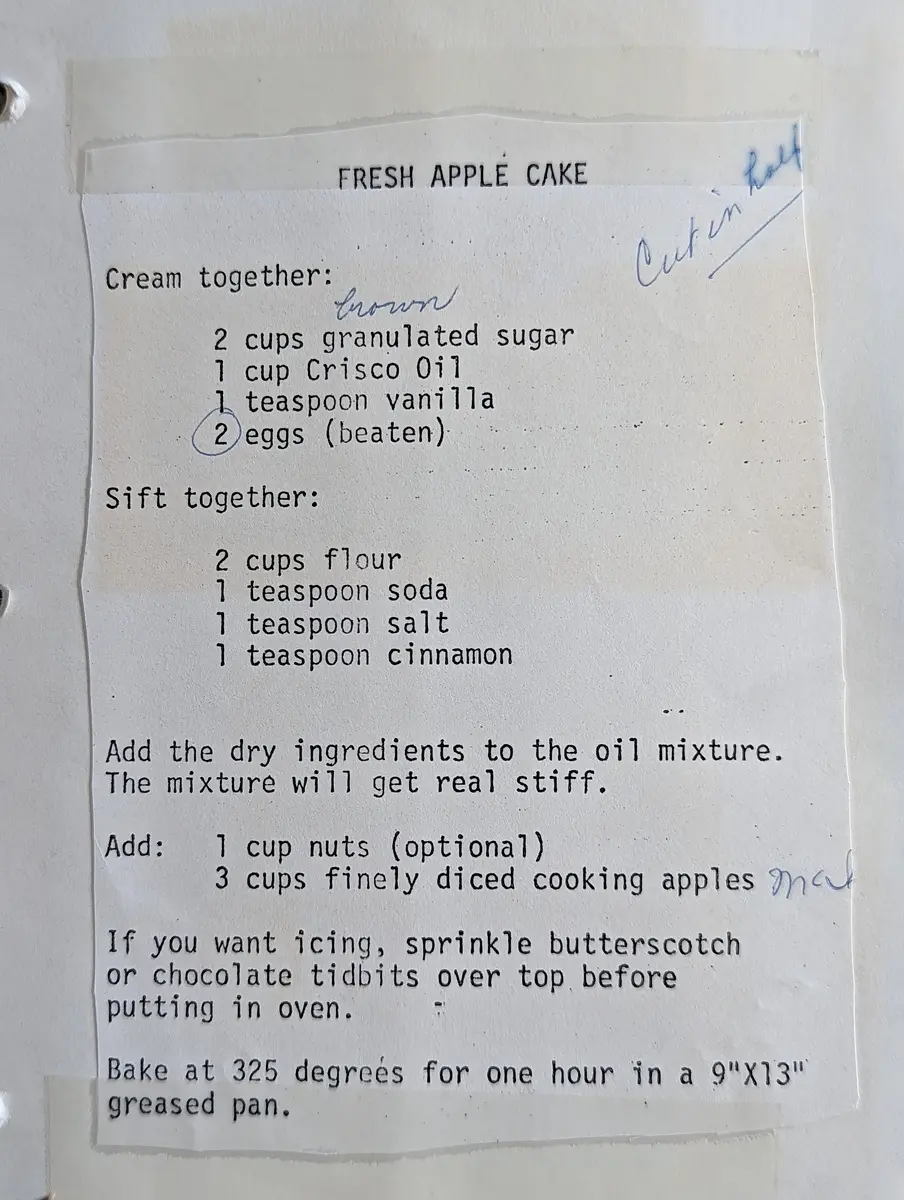 FRESH APPLE CAKE
Cut in half
Cream together:
brown
2 cups granulated sugar
1 cup Crisco Oil
1 teaspoon vanilla
2 eggs (beaten)
Sift together:
2 cups flour
1 teaspoon soda
1 teaspoon salt
1 teaspoon cinnamon
Add the dry ingredients to the oil mixture.
The mixture will get real stiff.
Add: 1 cup nuts (optional)
3 cups finely diced cooking apples
If you want icing, sprinkle butterscotch
or chocolate tidbits over top before
putting in oven.
Bake at 325 degrees for one hour in a 9"X13"
greased pan.